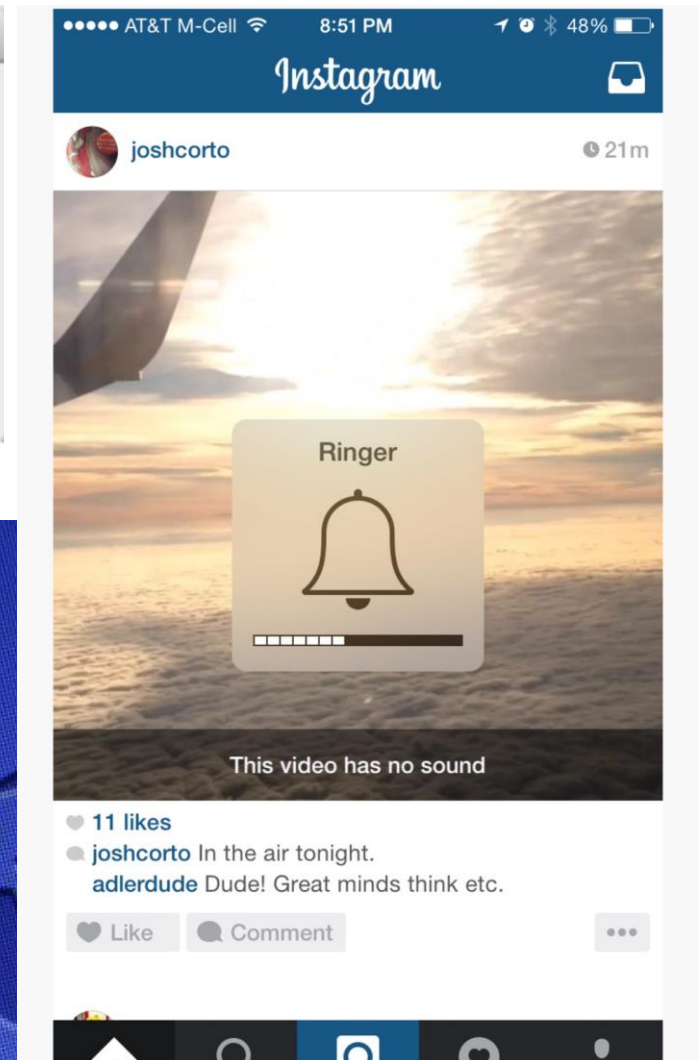 ●●●●● AT&T M-Cell 8:51 PM 48%
Instagram
joshcorto 21m
Ringer
This video has no sound
11 likes
joshcorto In the air tonight.
adlerdude Dude! Great minds think etc.
Like Comment •••